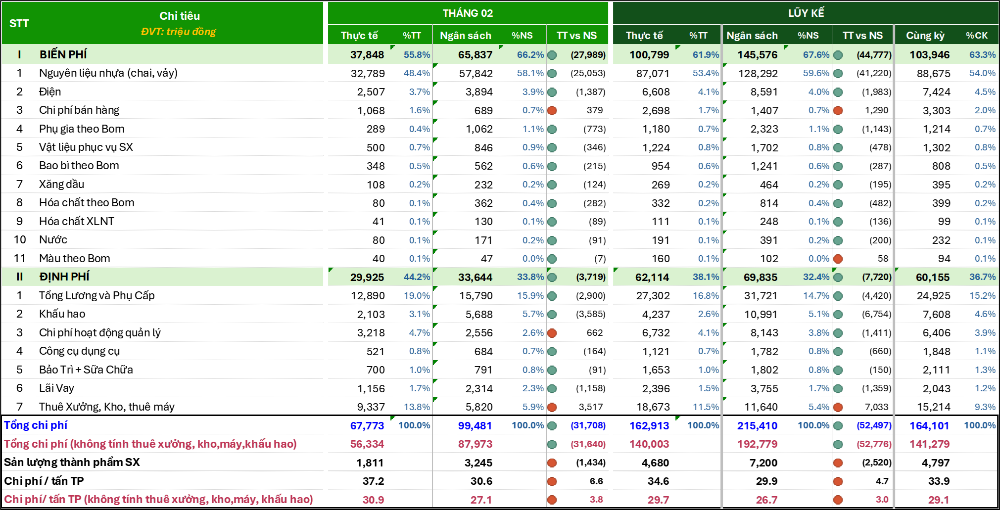 STT Chỉ tiêu THÁNG 02 LŨY KẾ
ĐVT: triệu đồng Thực tế %TT Ngân sách %NS TT vs NS Thực tế %TT Ngân sách %NS TT vs NS Cùng kỳ %CK
I BIẾN PHÍ 37,848 55.8% 65,837 66.2% (27,989) 100,799 61.9% 145,576 67.6% (44,777) 103,946 63.3%
1 Nguyên liệu nhựa (chai, vảy) 32,789 48.4% 57,842 58.1% (25,053) 87,071 53.4% 128,292 59.6% (41,220) 88,675 54.0%
2 Điện 2,507 3.7% 3,894 3.9% (1,387) 6,608 4.1% 8,591 4.0% (1,983) 7,424 4.5%
3 Chi phí bán hàng 1,068 1.6% 689 0.7% 379 2,698 1.7% 1,407 0.7% 1,290 3,303 2.0%
4 Phụ gia theo Bom 289 0.4% 1,062 1.1% (773) 1,180 0.7% 2,323 1.1% (1,143) 1,214 0.7%
5 Vật liệu phục vụ SX 500 0.7% 846 0.9% (346) 1,224 0.8% 1,702 0.8% (478) 1,302 0.8%
6 Bao bì theo Bom 348 0.5% 562 0.6% (215) 954 0.6% 1,241 0.6% (287) 808 0.5%
7 Xăng dầu 108 0.2% 232 0.2% (124) 269 0.2% 464 0.2% (195) 395 0.2%
8 Hóa chất theo Bom 80 0.1% 362 0.4% (282) 332 0.2% 814 0.4% (482) 399 0.2%
9 Hóa chất XLNT 41 0.1% 130 0.1% (89) 111 0.1% 248 0.1% (136) 99 0.1%
10 Nước 80 0.1% 171 0.2% (91) 191 0.1% 391 0.2% (200) 232 0.1%
11 Màu theo Bom 40 0.1% 47 0.0% (7) 160 0.1% 102 0.0% 58 94 0.1%
II ĐỊNH PHÍ 29,925 44.2% 33,644 33.8% (3,719) 62,114 38.1% 69,835 32.4% (7,720) 60,155 36.7%
1 Tổng Lương và Phụ Cấp 12,890 19.0% 15,790 15.9% (2,900) 27,302 16.8% 31,721 14.7% (4,420) 24,925 15.2%
2 Khấu hao 2,103 3.1% 5,688 5.7% (3,585) 4,237 2.6% 10,991 5.1% (6,754) 7,608 4.6%
3 Chi phí hoạt động quản lý 3,218 4.7% 2,556 2.6% 662 6,732 4.1% 8,143 3.8% (1,411) 6,406 3.9%
4 Công cụ dụng cụ 521 0.8% 684 0.7% (164) 1,121 0.7% 1,782 0.8% (660) 1,848 1.1%
5 Bảo Trì + Sữa Chữa 700 1.0% 791 0.8% (91) 1,653 1.0% 1,802 0.8% (150) 2,111 1.3%
6 Lãi Vay 1,156 1.7% 2,314 2.3% (1,158) 2,396 1.5% 3,755 1.7% (1,359) 2,043 1.2%
7 Thuê Xưởng, Kho, thuê máy 9,337 13.8% 5,820 5.9% 3,517 18,673 11.5% 11,640 5.4% 7,033 15,214 9.3%
Tổng chi phí 67,773 100.0% 99,481 100.0% (31,708) 162,913 100.0% 215,410 100.0% (52,497) 164,101 100.0%
Tổng chi phí (không tính thuê xưởng, kho,máy,khấu hao) 56,334 87,973 (31,640) 140,003 192,779 (52,776) 141,279
Sản lượng thành phẩm SX 1,811 3,245 (1,434) 4,680 7,200 (2,520) 4,797
Chi phí / tấn TP 37.2 30.6 6.6 34.6 29.9 4.7 33.9
Chi phí/ tấn TP (không tính thuê xưởng, kho,máy, khấu hao) 30.9 27.1 3.8 29.7 26.7 3.0 29.1